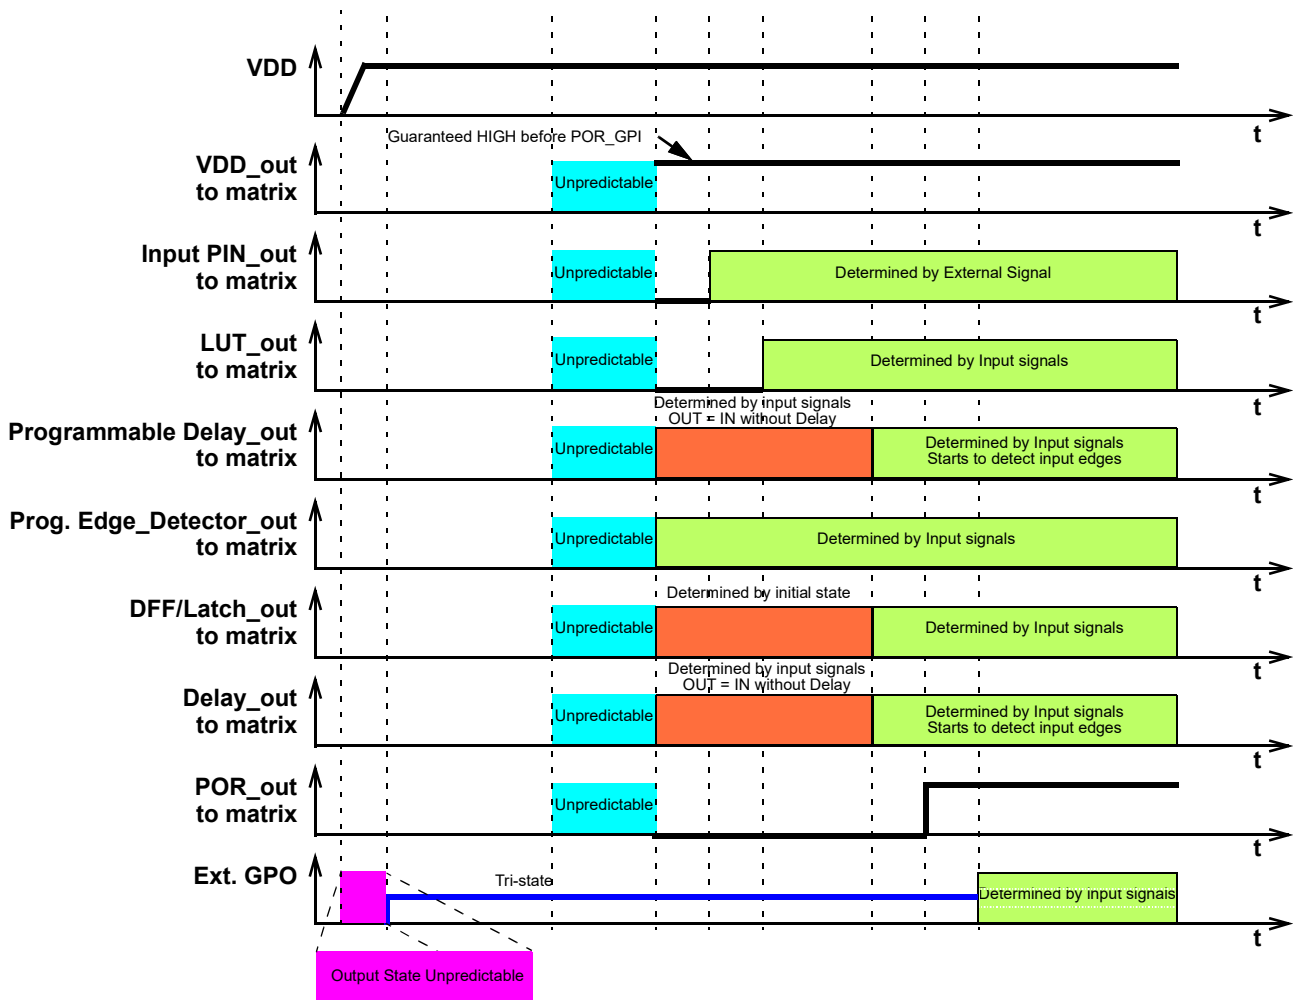 VDD
t
Guaranteed HIGH before POR_GPI
VDD_out
to matrix
Unpredictable
t
Input PIN_out
to matrix
Unpredictable
Determined by External Signal
t
LUT_out
to matrix
Unpredictable
Determined by Input signals
t
Determined by input signals
OUT = IN without Delay
Programmable Delay_out
to matrix
Unpredictable
Determined by Input signals
Starts to detect input edges
t
Prog. Edge_Detector_out
to matrix
Unpredictable
Determined by Input signals
t
Determined by initial state
DFF/Latch_out
to matrix
Unpredictable
Determined by Input signals
t
Determined by input signals
OUT = IN without Delay
Delay_out
to matrix
Unpredictable
Determined by Input signals
Starts to detect input edges
t
POR_out
to matrix
Unpredictable
t
Ext. GPO
Tri-state
Determined by input signals
t
Output State Unpredictable